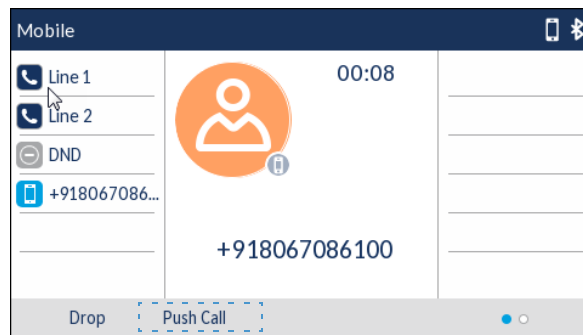 Mobile
Line 1
Line 2
DND
+918067086...
00:08
+918067086100
Drop
Push Call